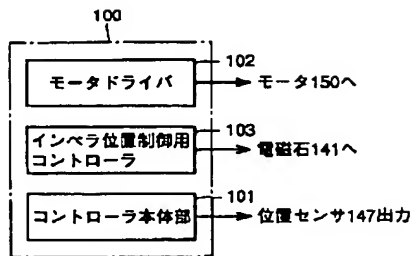 100
102
モータドライバ
モータ150へ
103
インペラ位置制御用
コントローラ
電磁石141へ
101
コントローラ本体部
位置センサ147出力